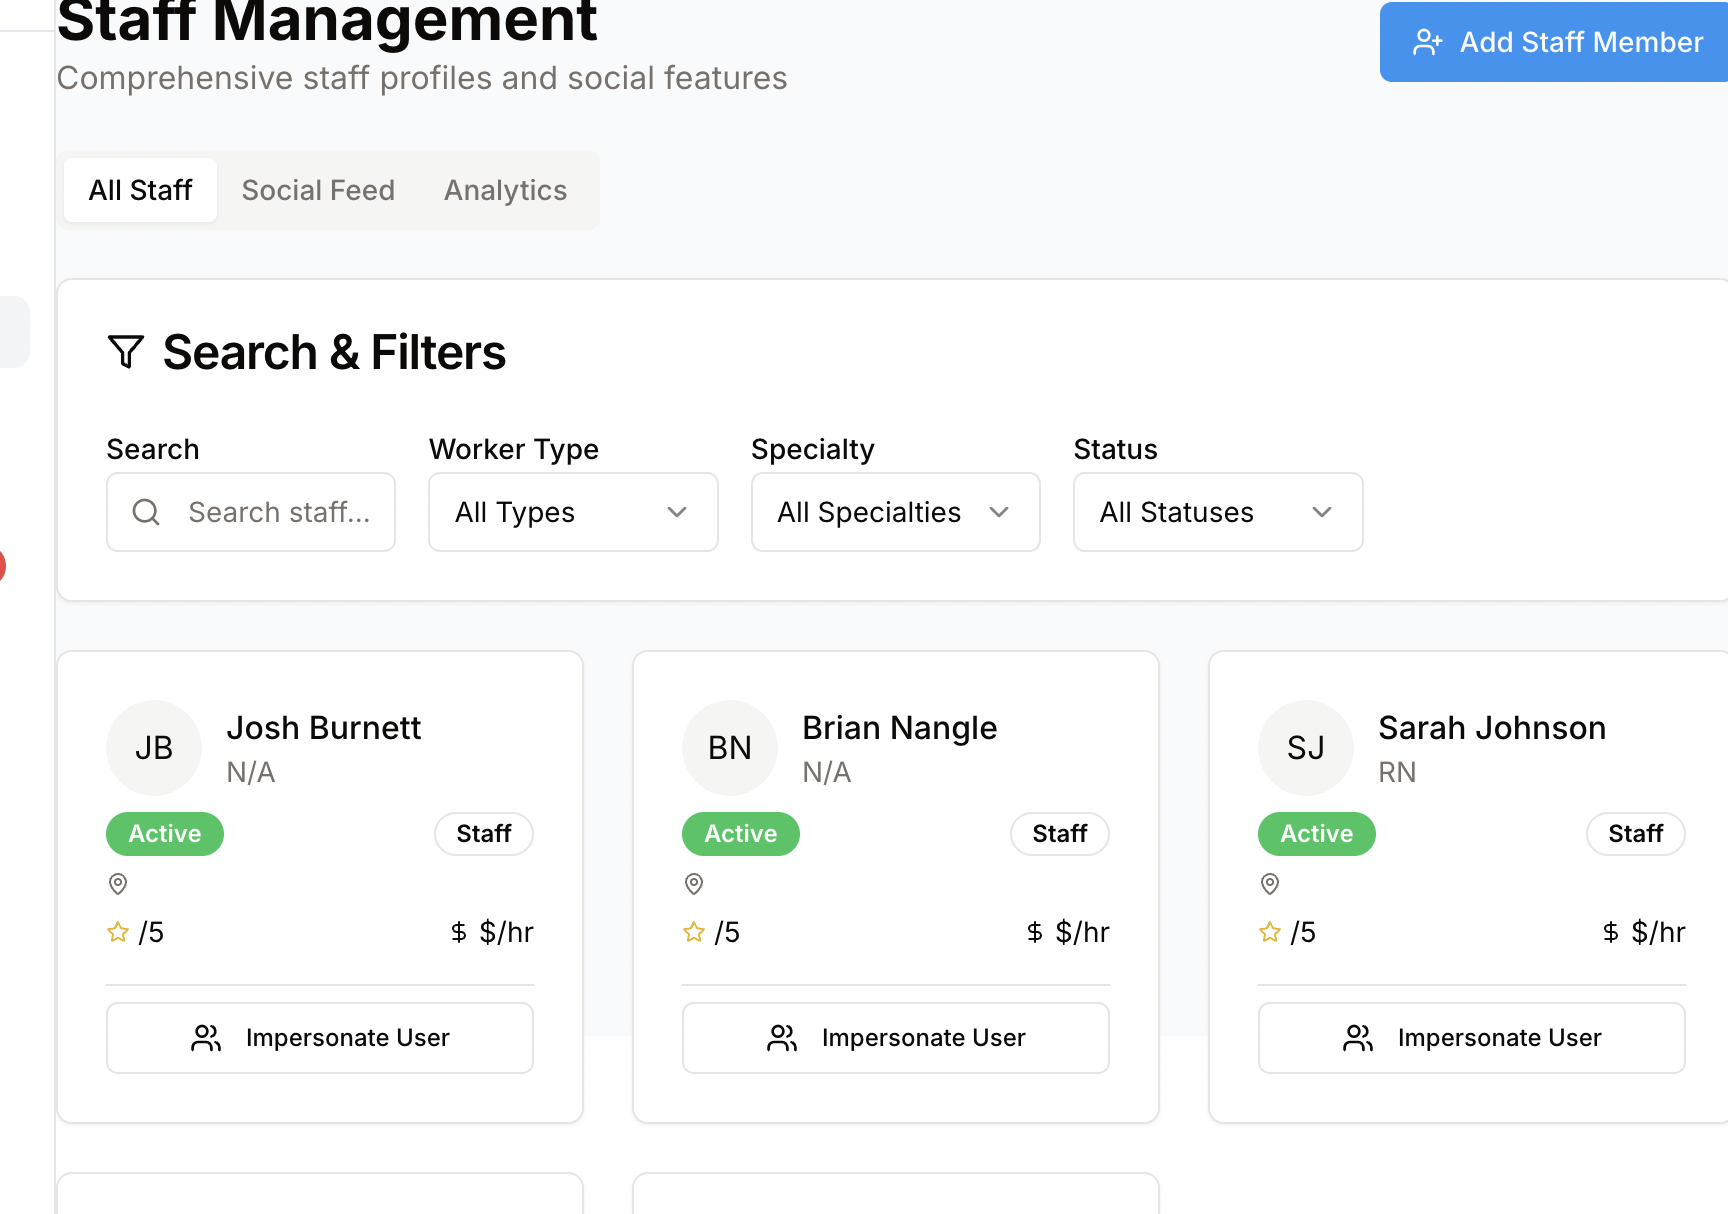 Staff Management
Comprehensive staff profiles and social features
Add Staff Member
All Staff
Social Feed
Analytics
Search & Filters
Search
Worker Type
Specialty
Status
Search staff...
All Types
All Specialties
All Statuses
JB
Josh Burnett
N/A
Active
Staff
/5
$ $/hr
Impersonate User
BN
Brian Nangle
N/A
Active
Staff
/5
$ $/hr
Impersonate User
SJ
Sarah Johnson
RN
Active
Staff
/5
$ $/hr
Impersonate User